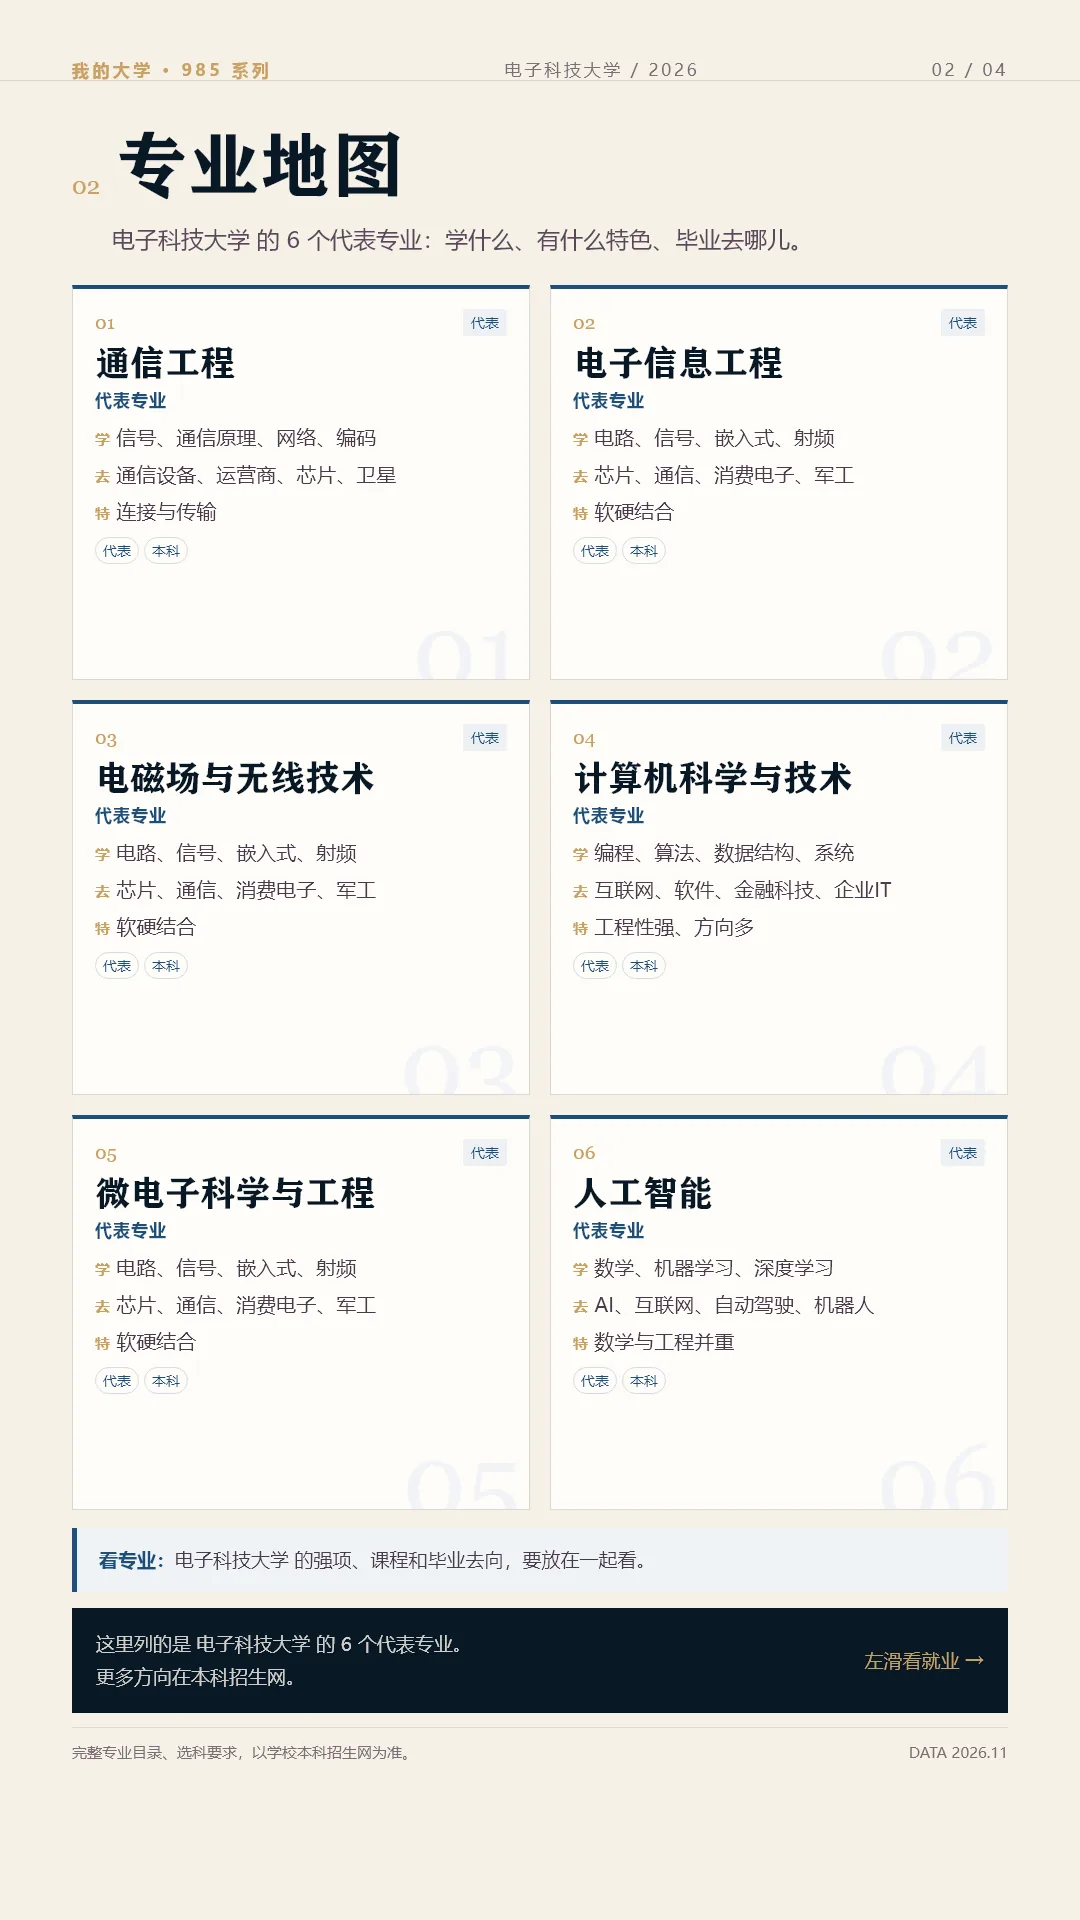 我的大学 • 985 系列
电子科技大学 / 2026
02 / 04
02 专业地图
电子科技大学 的 6 个代表专业：学什么、有什么特色、毕业去哪儿。
01
代表
通信工程
代表专业
学 信号、通信原理、网络、编码
去 通信设备、运营商、芯片、卫星
特 连接与传输
代表 本科
01
02
代表
电子信息工程
代表专业
学 电路、信号、嵌入式、射频
去 芯片、通信、消费电子、军工
特 软硬结合
代表 本科
02
03
代表
电磁场与无线技术
代表专业
学 电路、信号、嵌入式、射频
去 芯片、通信、消费电子、军工
特 软硬结合
代表 本科
03
04
代表
计算机科学与技术
代表专业
学 编程、算法、数据结构、系统
去 互联网、软件、金融科技、企业IT
特 工程性强、方向多
代表 本科
04
05
代表
微电子科学与工程
代表专业
学 电路、信号、嵌入式、射频
去 芯片、通信、消费电子、军工
特 软硬结合
代表 本科
05
06
代表
人工智能
代表专业
学 数学、机器学习、深度学习
去 AI、互联网、自动驾驶、机器人
特 数学与工程并重
代表 本科
06
看专业：电子科技大学 的强项、课程和毕业去向，要放在一起看。
这里列的是 电子科技大学 的 6 个代表专业。
更多方向在本科招生网。
左滑看就业 →
完整专业目录、选科要求，以学校本科招生网为准。
DATA 2026.11